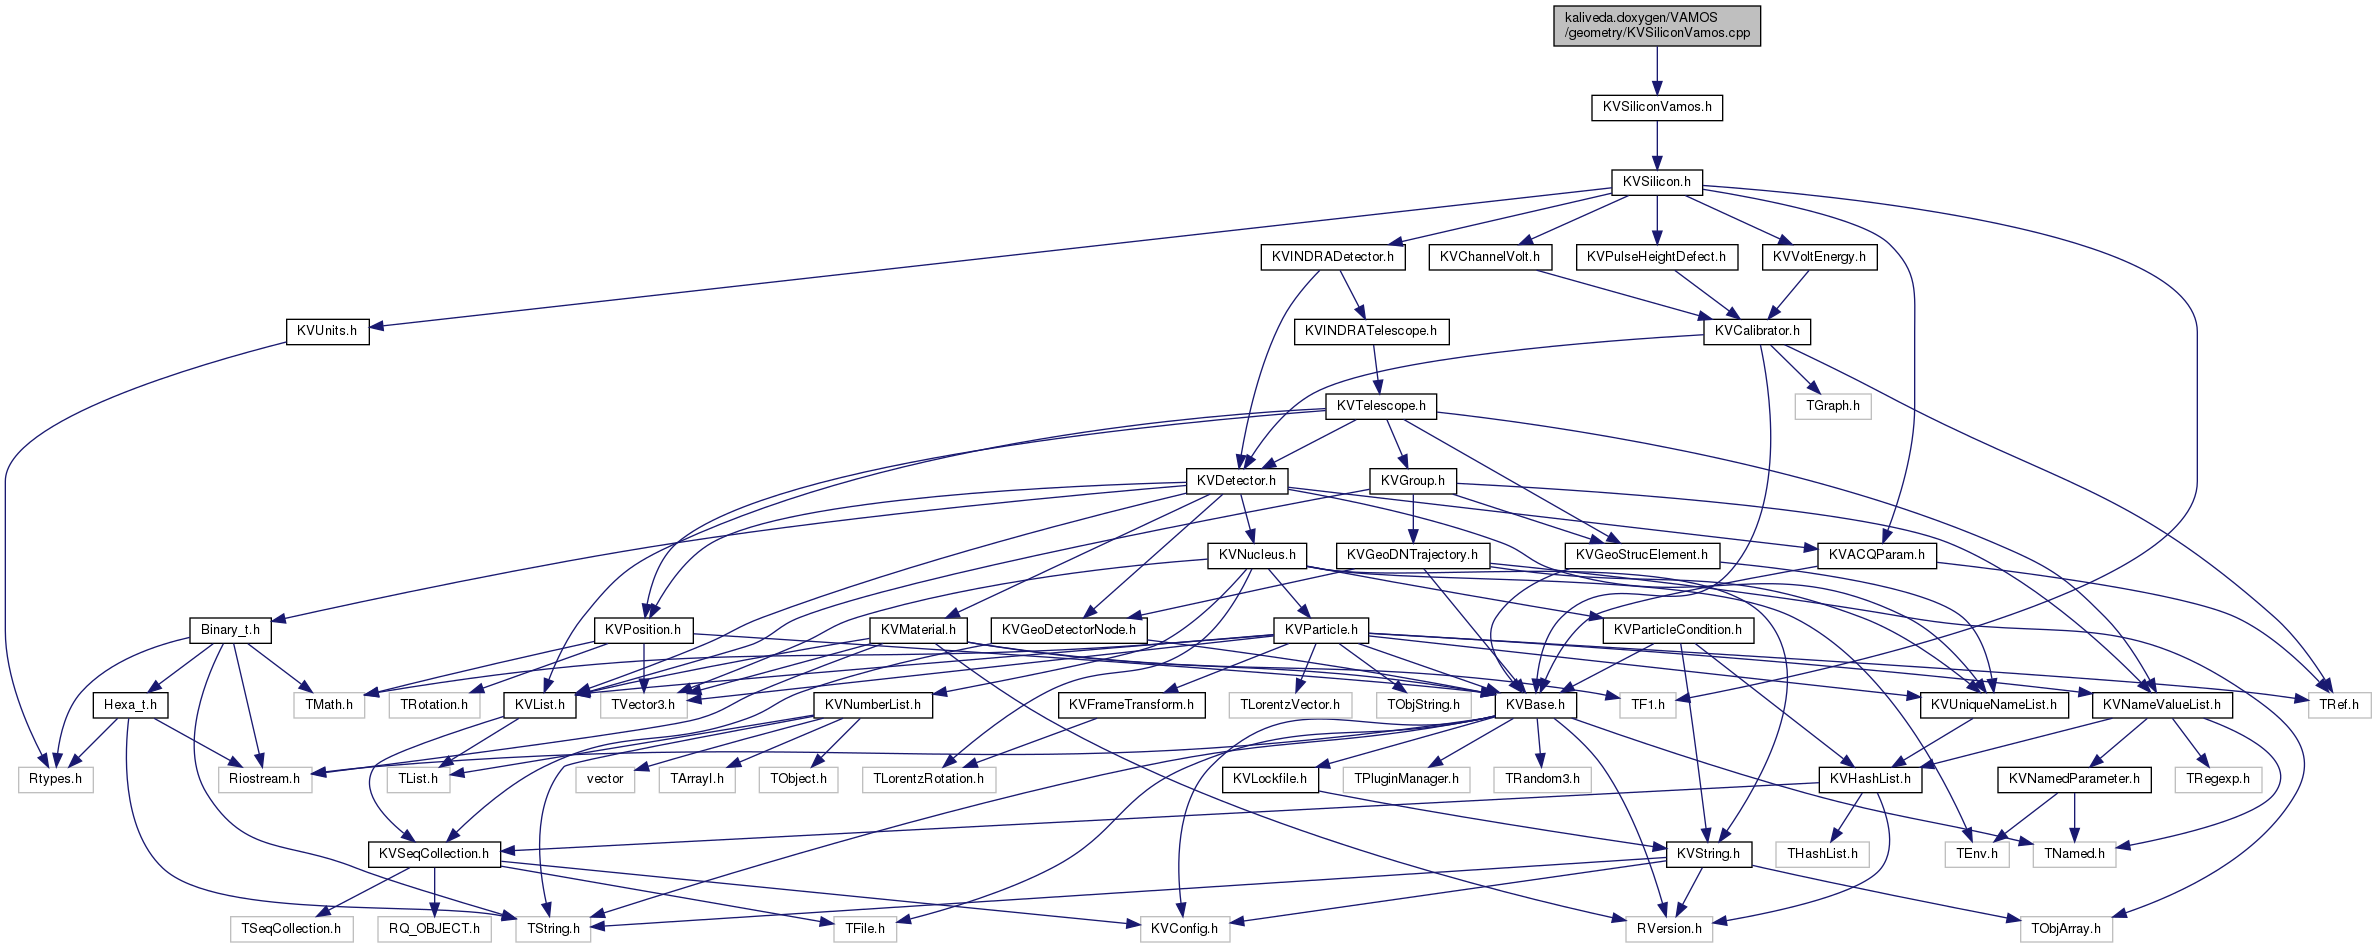 kaliveda.doxygen/VAMOS
/geometry/KVSiliconVamos.cpp
KVSiliconVamos.h
KVSilicon.h
KVINDRADetector.h
KVChannelVolt.h
KVPulseHeightDefect.h
KVVoltEnergy.h
KVUnits.h
KVINDRATelescope.h
KVCalibrator.h
KVTelescope.h
TGraph.h
KVDetector.h
KVGroup.h
KVNucleus.h
KVGeoDNTrajectory.h
KVGeoStrucElement.h
KVACQParam.h
Binary_t.h
KVPosition.h
KVMaterial.h
KVGeoDetectorNode.h
KVParticle.h
KVParticleCondition.h
Hexa_t.h
TMath.h
TRotation.h
KVList.h
TVector3.h
KVNumberList.h
KVFrameTransform.h
TLorentzVector.h
TObjString.h
KVBase.h
TF1.h
KVUniqueNameList.h
KVNameValueList.h
TRef.h
Rtypes.h
Riostream.h
TList.h
vector
TArrayI.h
TObject.h
TLorentzRotation.h
KVLockfile.h
TPluginManager.h
TRandom3.h
KVHashList.h
KVNamedParameter.h
TRegexp.h
KVSeqCollection.h
KVString.h
THashList.h
TEnv.h
TNamed.h
TSeqCollection.h
RQ_OBJECT.h
TString.h
TFile.h
KVConfig.h
RVersion.h
TObjArray.h